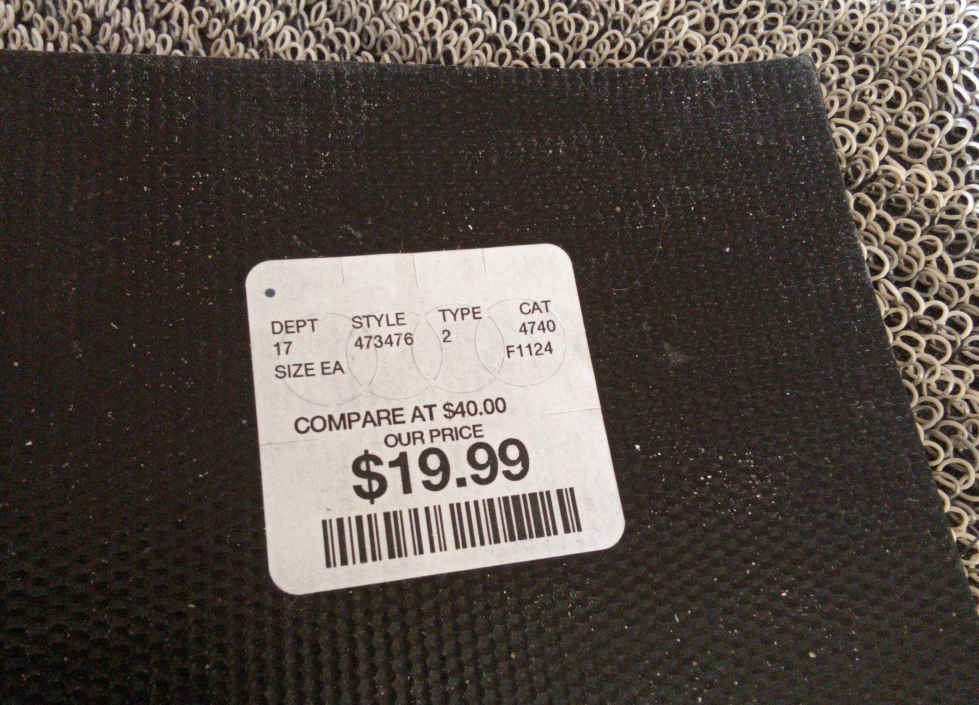 DEPT STYLE TYPE CAT
17 473476 2 4740
SIZE EA F1124
COMPARE AT $40.00
OUR PRICE
$19.99